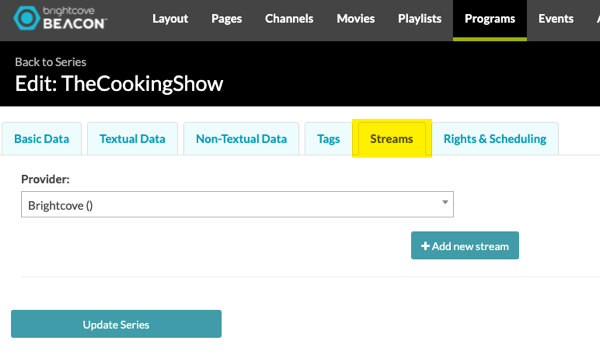 brightcove
BEACON™
Layout Pages Channels Movies Playlists Programs Events
Back to Series
Edit: TheCookingShow
Basic Data Textual Data Non-Textual Data Tags Streams Rights & Scheduling
Provider:
Brightcove ()
+ Add new stream
Update Series